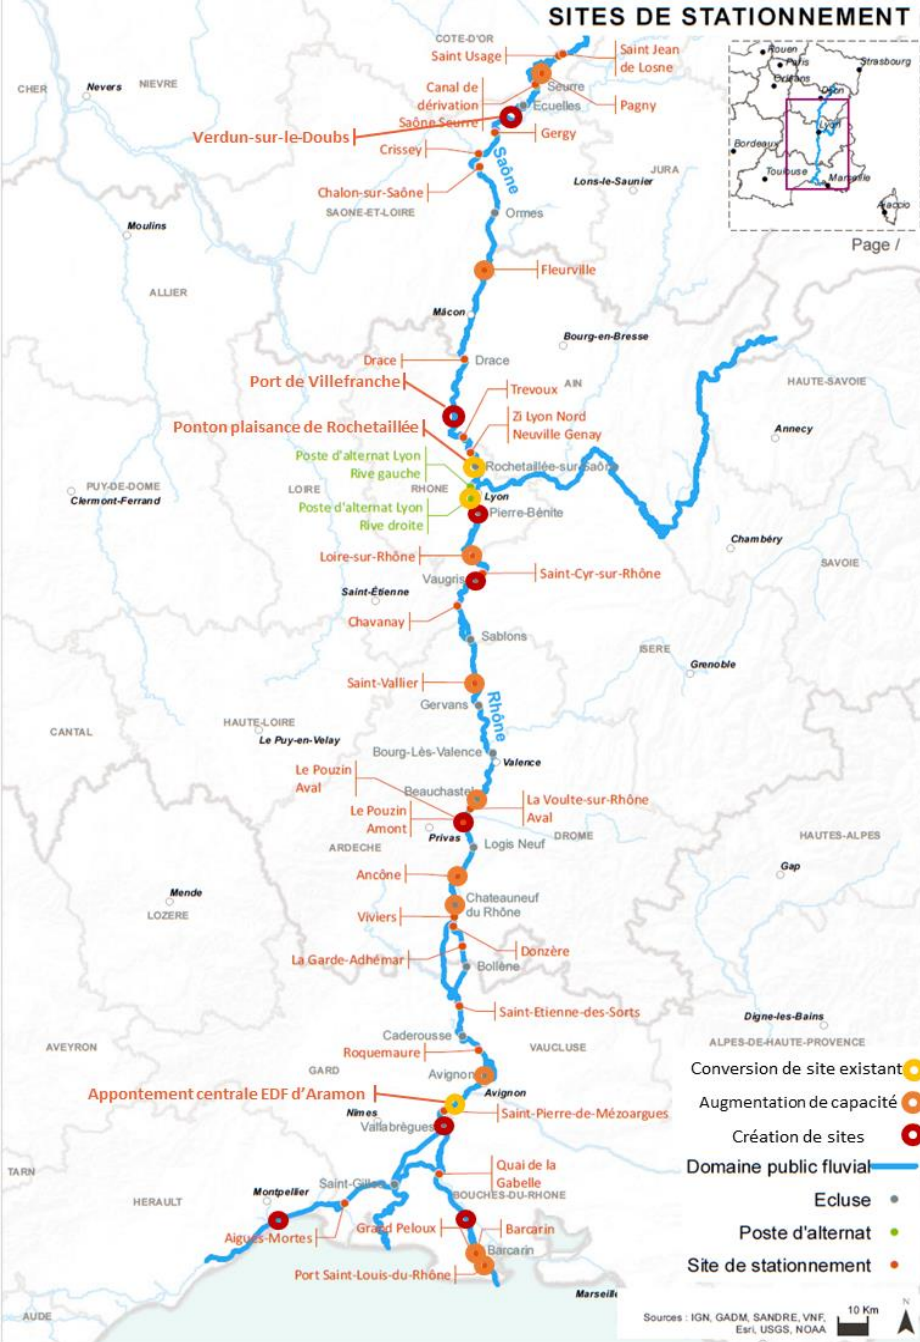 SITES DE STATIONNEMENT
COTE-D'OR
Saint Usage
Saint Jean
de Losne
Rouen
Paris
Strasbourg
Orléans
Dijon
Lyon
Bordeaux
Toulouse
Marseille
Ajaccio
Page /
CHER
Nevers
NIEVRE
Canal de
dérivation
Saône Seurre
Seurre
Ecuelles
Pagny
Verdun-sur-le-Doubs
Gergy
Crissey
Saône
Chalon-sur-Saône
JURA
Lons-le-Saunier
SAONE-ET-LOIRE
Ormes
Moulins
Fleurville
ALLIER
Mâcon
Bourg-en-Bresse
Drace
Drace
Port de Villefranche
Trevoux
AIN
HAUTE-SAVOIE
Zi Lyon Nord
Neuville Genay
Ponton plaisance de Rochetaillée
Annecy
Poste d'alternat Lyon
Rive gauche
Rochetaillée-sur-Saône
PUY-DE-DOME
Clermont-Ferrand
LOIRE
RHONE
Lyon
Poste d'alternat Lyon
Rive droite
Pierre-Bénite
Chambéry
Loire-sur-Rhône
SAVOIE
Vaugris
Saint-Cyr-sur-Rhône
Saint-Étienne
Chavanay
Sablons
ISERE
Grenoble
Saint-Vallier
Gervans
Rhône
CANTAL
HAUTE-LOIRE
Le Puy-en-Velay
Bourg-Lès-Valence
Valence
Le Pouzin
Aval
Beauchastel
La Voulte-sur-Rhône
Aval
Le Pouzin
Amont
Privas
DROME
HAUTES-ALPES
ARDECHE
Logis Neuf
Gap
Ancône
Mende
LOZERE
Chateauneuf
du Rhône
Viviers
Donzère
La Garde-Adhémar
Bollène
Saint-Etienne-des-Sorts
Digne-les-Bains
Caderousse
ALPES-DE-HAUTE-PROVENCE
AVEYRON
Roquemaure
VAUCLUSE
GARD
Avignon
Conversion de site existant
Appontement centrale EDF d'Aramon
Avignon
Augmentation de capacité
Nîmes
Saint-Pierre-de-Mézoargues
Vallabrègues
Création de sites
TARN
Domaine public fluvial
Quai de la
Gabelle
Saint-Gilles
BOUCHES-DU-RHONE
Montpellier
HERAULT
Ecluse
Aigues-Mortes
Grand Peloux
Barcarin
Poste d'alternat
Barcarin
Port Saint-Louis-du-Rhône
Site de stationnement
Marseille
AUDE
Sources : IGN, GADM, SANDRE, VNF,
Esri, USGS, NOAA
10 Km
N